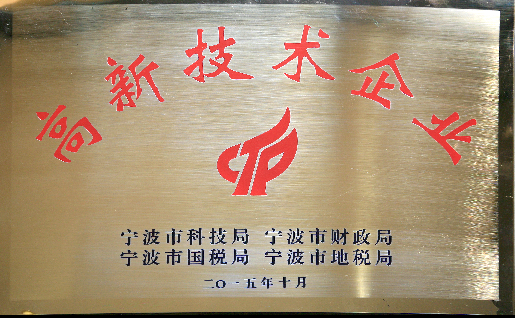 高新技术企业
宁波市科技局 宁波市财政局
宁波市国税局 宁波市地税局
二〇一五年十月